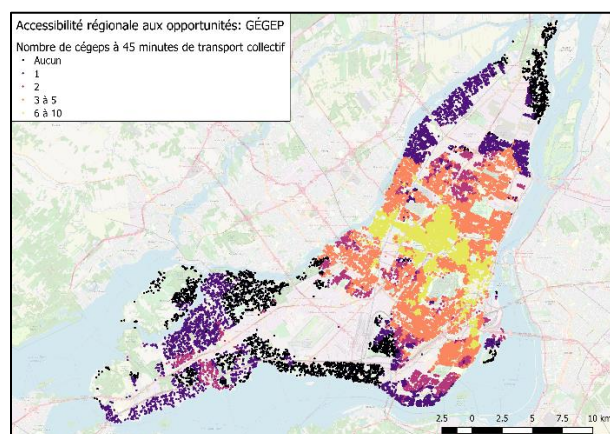 Accessibilité régionale aux opportunités: GÉGEP
Nombre de cégeps à 45 minutes de transport collectif
Aucun
1
2
3 à 5
6 à 10
2.5 0 2.5 5 7.5 10 km